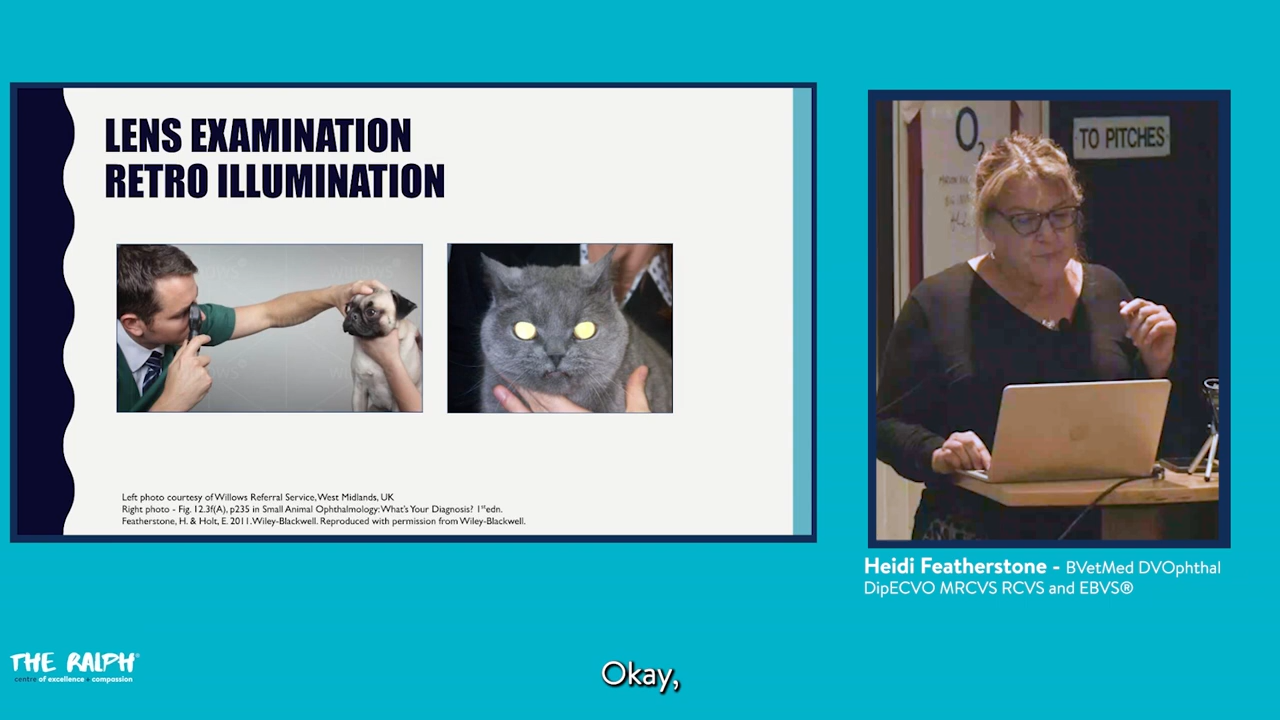 LENS EXAMINATION
RETRO ILLUMINATION
Left photo courtesy of Willows Referral Service, West Midlands, UK
Right photo - Fig. 12.3f(A), p235 in Small Animal Ophthalmology: What's Your Diagnosis? 1st edn.
Featherstone, H. & Holt, E. 2011. Wiley-Blackwell. Reproduced with permission from Wiley-Blackwell.
O2
TO PITCHES
Heidi Featherstone - BVetMed DVOphthal
DipECVO MRCVS RCVS and EBVS®
THE RALPH®
centre of excellence + compassion
Okay,